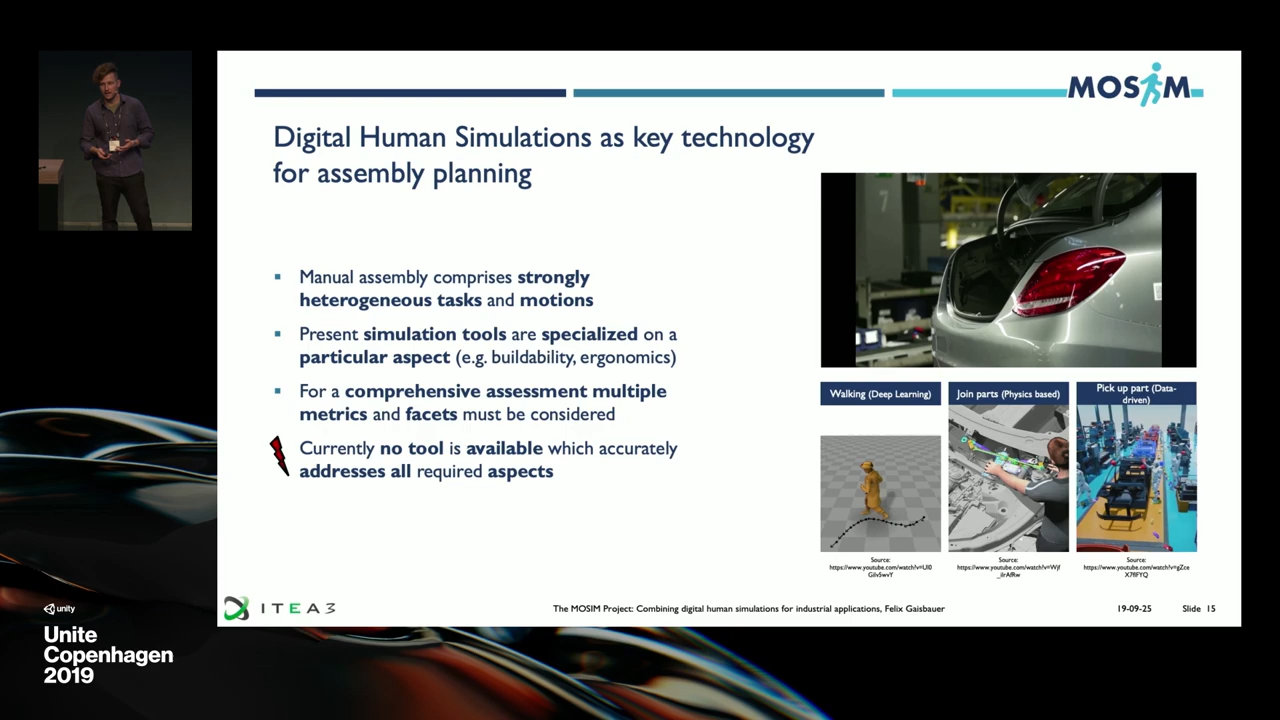 MOSIM
Digital Human Simulations as key technology
for assembly planning
▪ Manual assembly comprises strongly
heterogeneous tasks and motions
▪ Present simulation tools are specialized on a
particular aspect (e.g. buildability, ergonomics)
▪ For a comprehensive assessment multiple
metrics and facets must be considered
Currently no tool is available which accurately
addresses all required aspects
7
Walking (Deep Learning)
Join parts (Physics based)
Pick up part (Data-
driven)
Source:
Source:
Source:
ITEA3
The MOSIM Project: Combining digital human simulations for industrial applications, Felix Gaisbauer
19-09-25
Slide 15
unity
Unite
Copenhagen
2019